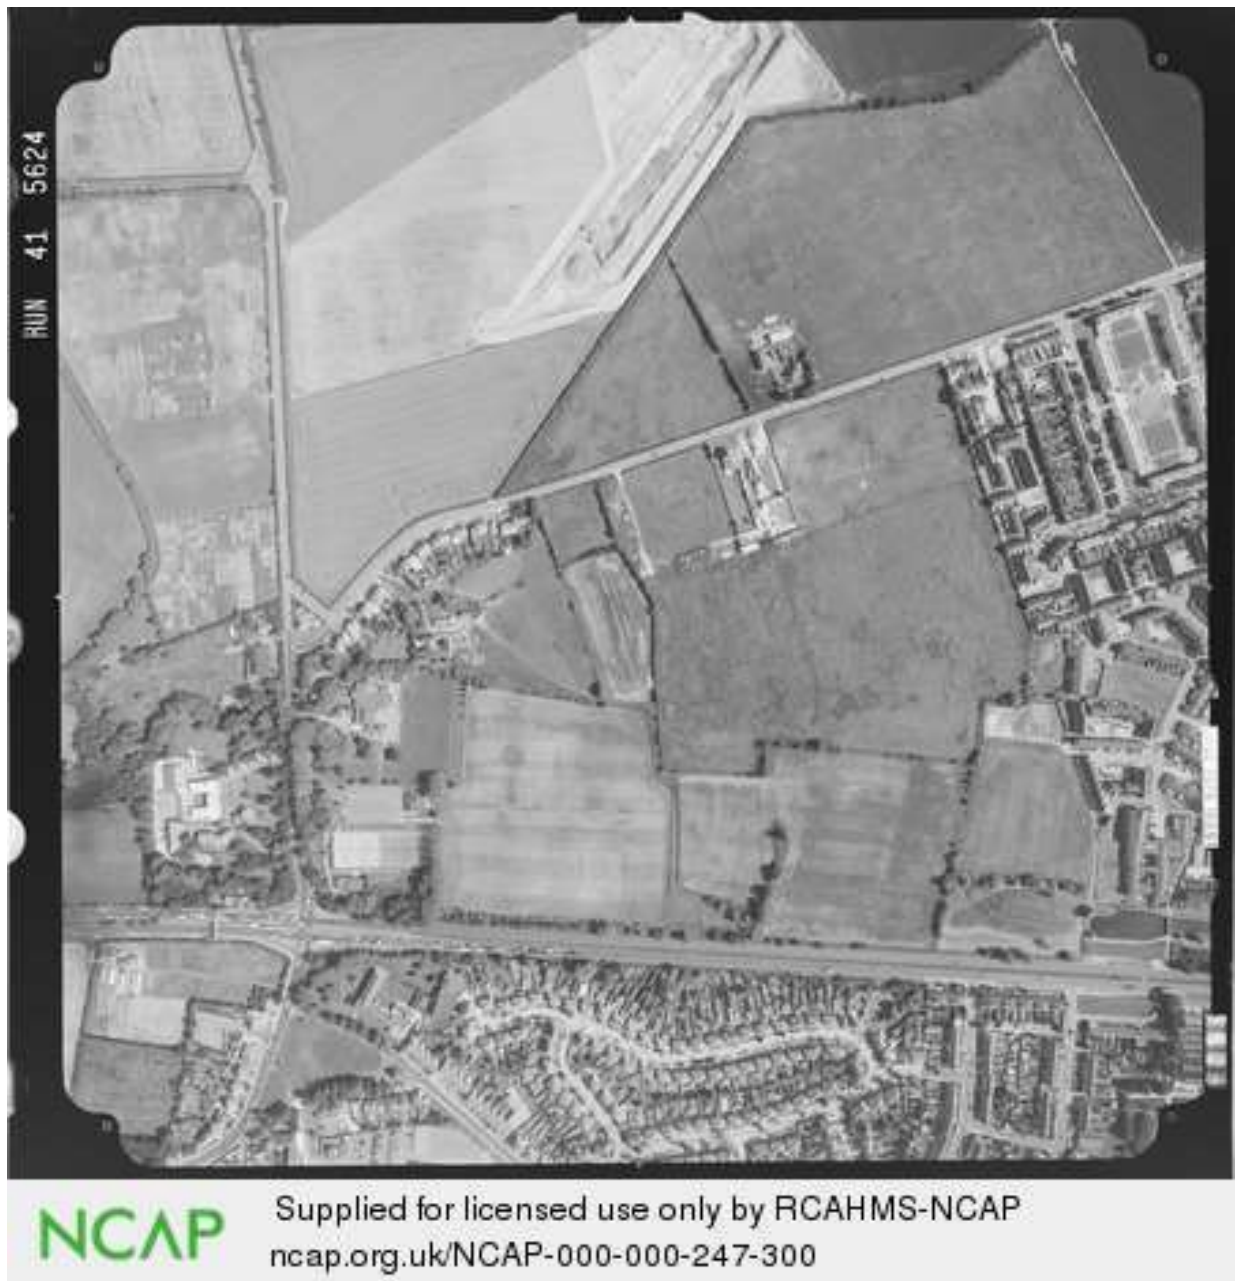 RUN 41 5624
NCAP
Supplied for licensed use only by RCAHMS-NCAP
ncap.org.uk/NCAP-000-000-247-300